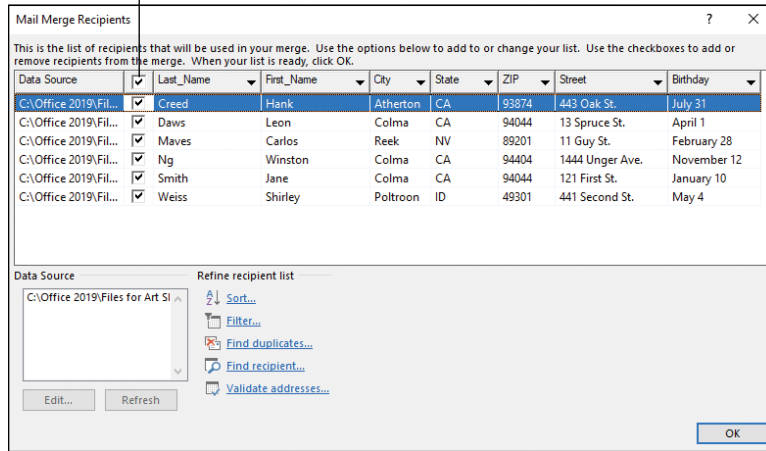 Mail Merge Recipients ? ✕
This is the list of recipients that will be used in your merge. Use the options below to add to or change your list. Use the checkboxes to add or
remove recipients from the merge. When your list is ready, click OK.
Data Source Last_Name First_Name City State ZIP Street Birthday
C:\Office 2019\Fil... Creed Hank Atherton CA 93874 443 Oak St. July 31
C:\Office 2019\Fil... Daws Leon Colma CA 94044 13 Spruce St. April 1
C:\Office 2019\Fil... Maves Carlos Reek NV 89201 11 Guy St. February 28
C:\Office 2019\Fil... Ng Winston Colma CA 94404 1444 Unger Ave. November 12
C:\Office 2019\Fil... Smith Jane Colma CA 94044 121 First St. January 10
C:\Office 2019\Fil... Weiss Shirley Poltroon ID 49301 441 Second St. May 4
Data Source Refine recipient list
C:\Office 2019\Files for Art Sl
Sort...
Filter...
Find duplicates...
Find recipient...
Validate addresses...
Edit... Refresh
OK